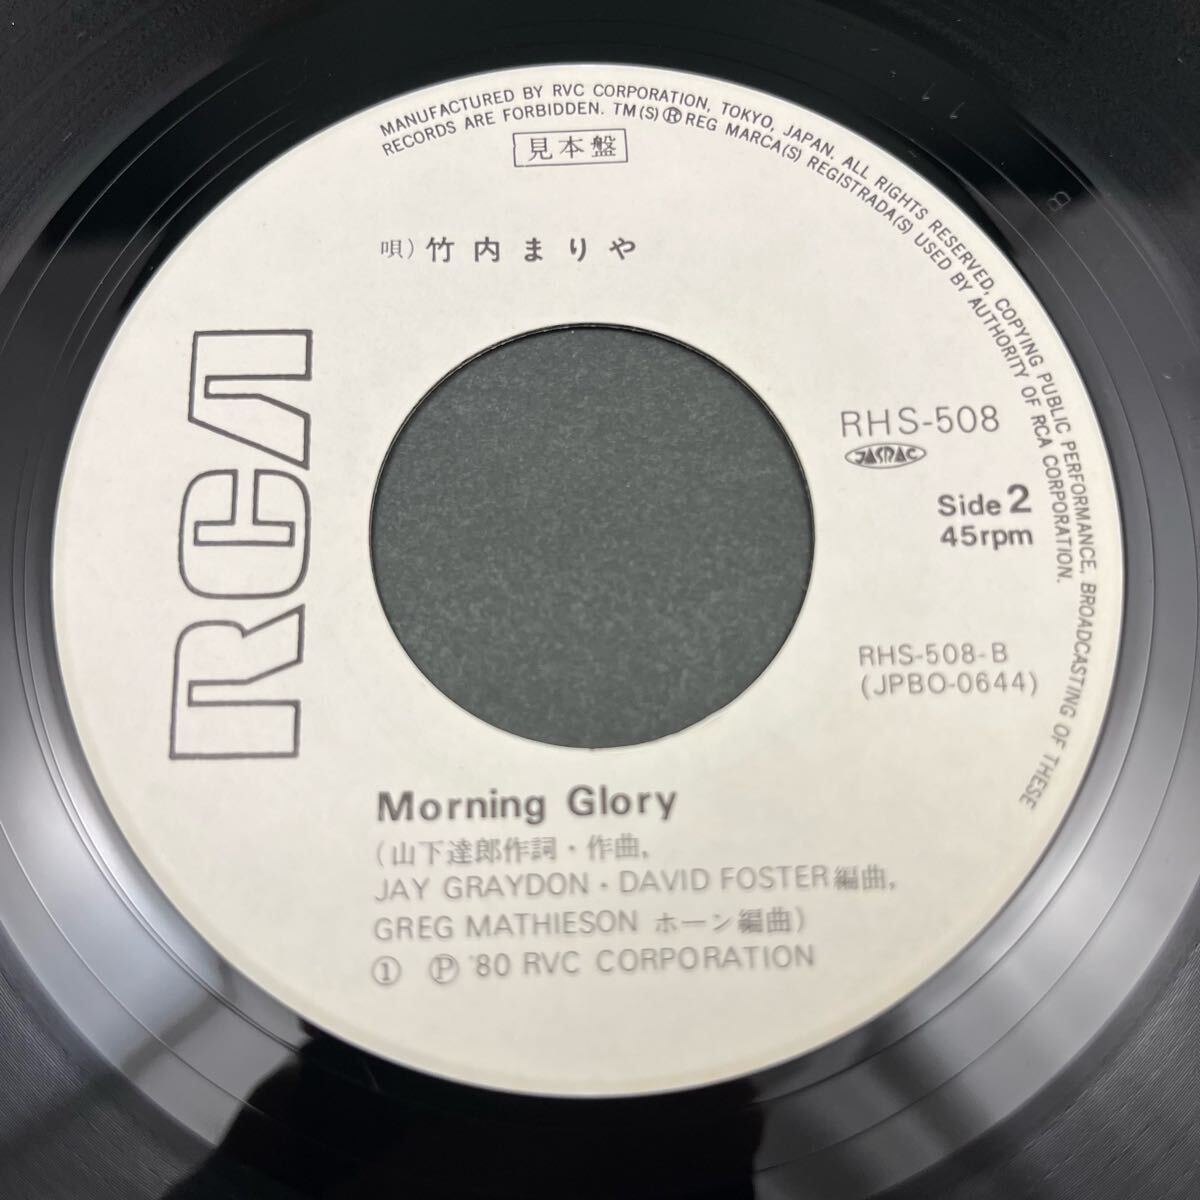 MANUFACTURED BY RVC CORPORATION, TOKYO, JAPAN. ALL RIGHTS RESERVED, COPYING PUBLIC PERFORMANCE, BROADCASTING OF THESE
RECORDS ARE FORBIDDEN. TM(S)®REG MARCA(S) REGISTRADA(S) USED BY AUTHORITY OF RCA CORPORATION.
見本盤
唄)竹内まりや
RCA
RHS-508
JASRAC
Side 2
45rpm
RHS-508-B
(JPBO-0644)
Morning Glory
(山下達郎作詞・作曲,
JAY GRAYDON・DAVID FOSTER編曲,
GREG MATHIESON ホーン編曲)
① Ⓟ '80 RVC CORPORATION